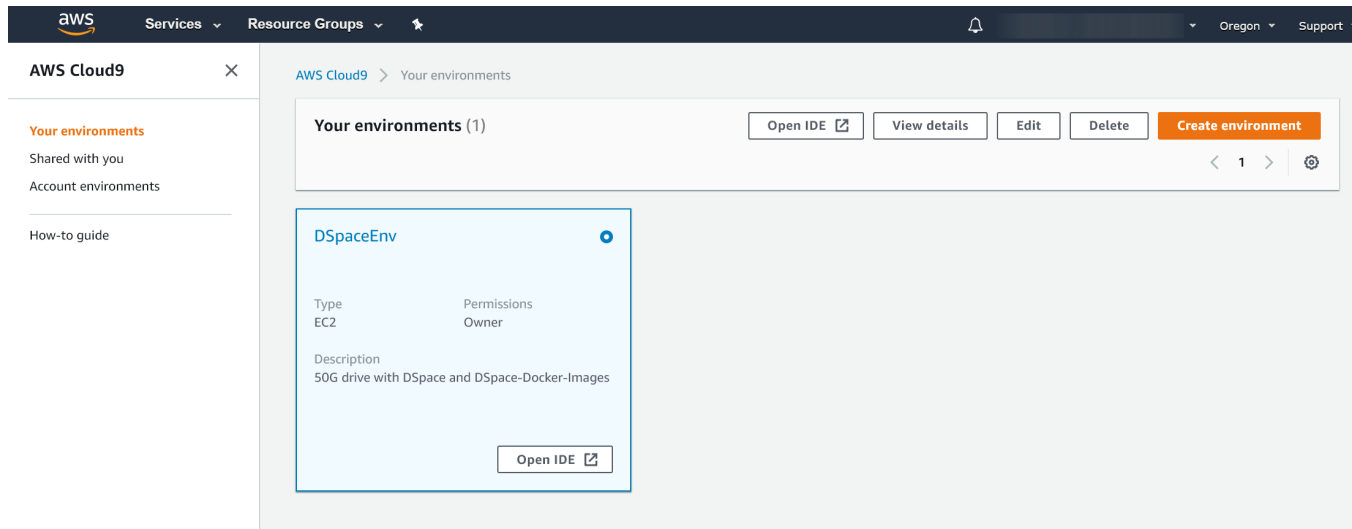 aws Services Resource Groups Oregon Support
AWS Cloud9
Your environments
Shared with you
Account environments
How-to guide
AWS Cloud9 > Your environments
Your environments (1) Open IDE View details Edit Delete Create environment
< 1 >
DSpaceEnv
Type Permissions
EC2 Owner
Description
50G drive with DSpace and DSpace-Docker-Images
Open IDE